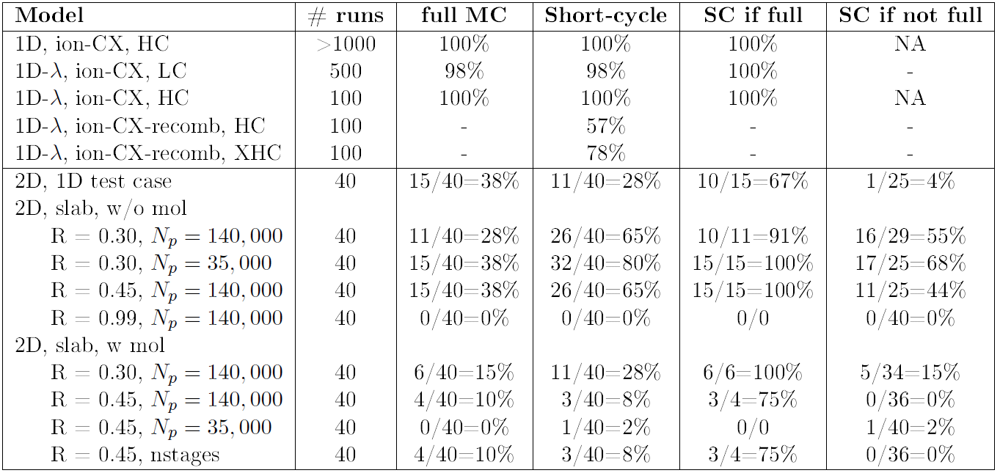 Model # runs full MC Short-cycle SC if full SC if not full
1D, ion-CX, HC >1000 100% 100% 100% NA
1D-λ, ion-CX, LC 500 98% 98% 100% -
1D-λ, ion-CX, HC 100 100% 100% 100% NA
1D-λ, ion-CX-recomb, HC 100 - 57% - -
1D-λ, ion-CX-recomb, XHC 100 - 78% - -
2D, 1D test case 40 15/40=38% 11/40=28% 10/15=67% 1/25=4%
2D, slab, w/o mol
R = 0.30, Np = 140,000 40 11/40=28% 26/40=65% 10/11=91% 16/29=55%
R = 0.30, Np = 35,000 40 15/40=38% 32/40=80% 15/15=100% 17/25=68%
R = 0.45, Np = 140,000 40 15/40=38% 26/40=65% 15/15=100% 11/25=44%
R = 0.99, Np = 140,000 40 0/40=0% 0/40=0% 0/0 0/40=0%
2D, slab, w mol
R = 0.30, Np = 140,000 40 6/40=15% 11/40=28% 6/6=100% 5/34=15%
R = 0.45, Np = 140,000 40 4/40=10% 3/40=8% 3/4=75% 0/36=0%
R = 0.45, Np = 35,000 40 0/40=0% 1/40=2% 0/0 1/40=2%
R = 0.45, nstages 40 4/40=10% 3/40=8% 3/4=75% 0/36=0%